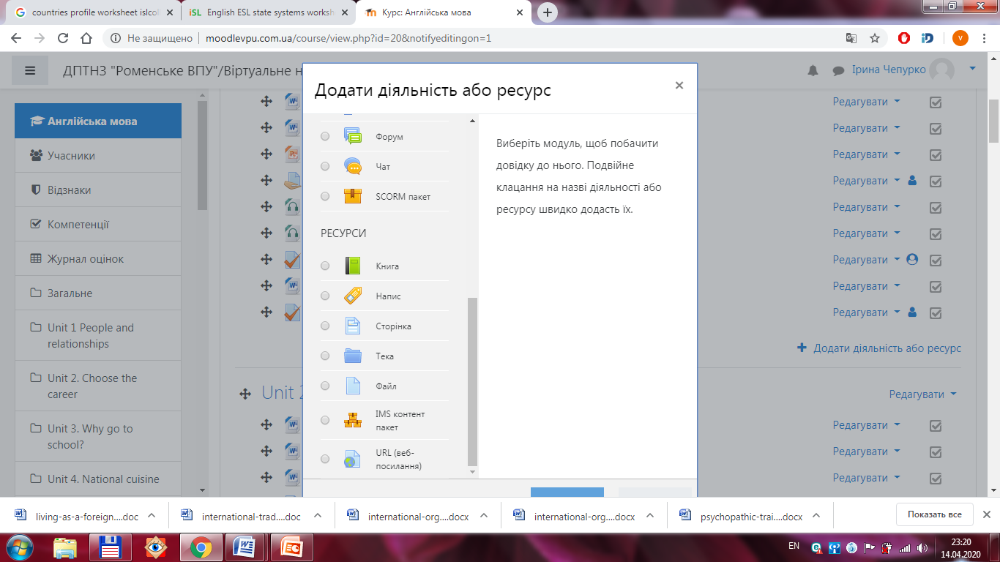 countries profile worksheet islcoll
iSL English ESL state systems worksh
Курс: Англійська мова
Не защищено moodlevpu.com.ua/course/view.php?id=20&notifyeditingon=1
v
ДПТНЗ "Роменське ВПУ"/Віртуальне н
Ірина Чепурко
Англійська мова
Учасники
Відзнаки
Компетенції
Журнал оцінок
Загальне
Unit 1 People and
relationships
Unit 2. Choose the
career
Unit 3. Why go to
school?
Unit 4. National cuisine
Додати діяльність або ресурс
×
Форум
Чат
SCORM пакет
РЕСУРСИ
Книга
Напис
Сторінка
Тека
Файл
IMS контент
пакет
URL (веб-
посилання)
Виберіть модуль, щоб побачити
довідку до нього. Подвійне
клацання на назві діяльності або
ресурсу швидко додасть їх.
Редагувати
Редагувати
Редагувати
Редагувати
Редагувати
Редагувати
Редагувати
Редагувати
Редагувати
Додати діяльність або ресурс
Unit 2
Редагувати
Редагувати
Редагувати
Редагувати
living-as-a-foreign....doc
international-trad....doc
international-org....docx
international-org....docx
psychopathic-trai....docx
Показать все
EN
23:20
14.04.2020